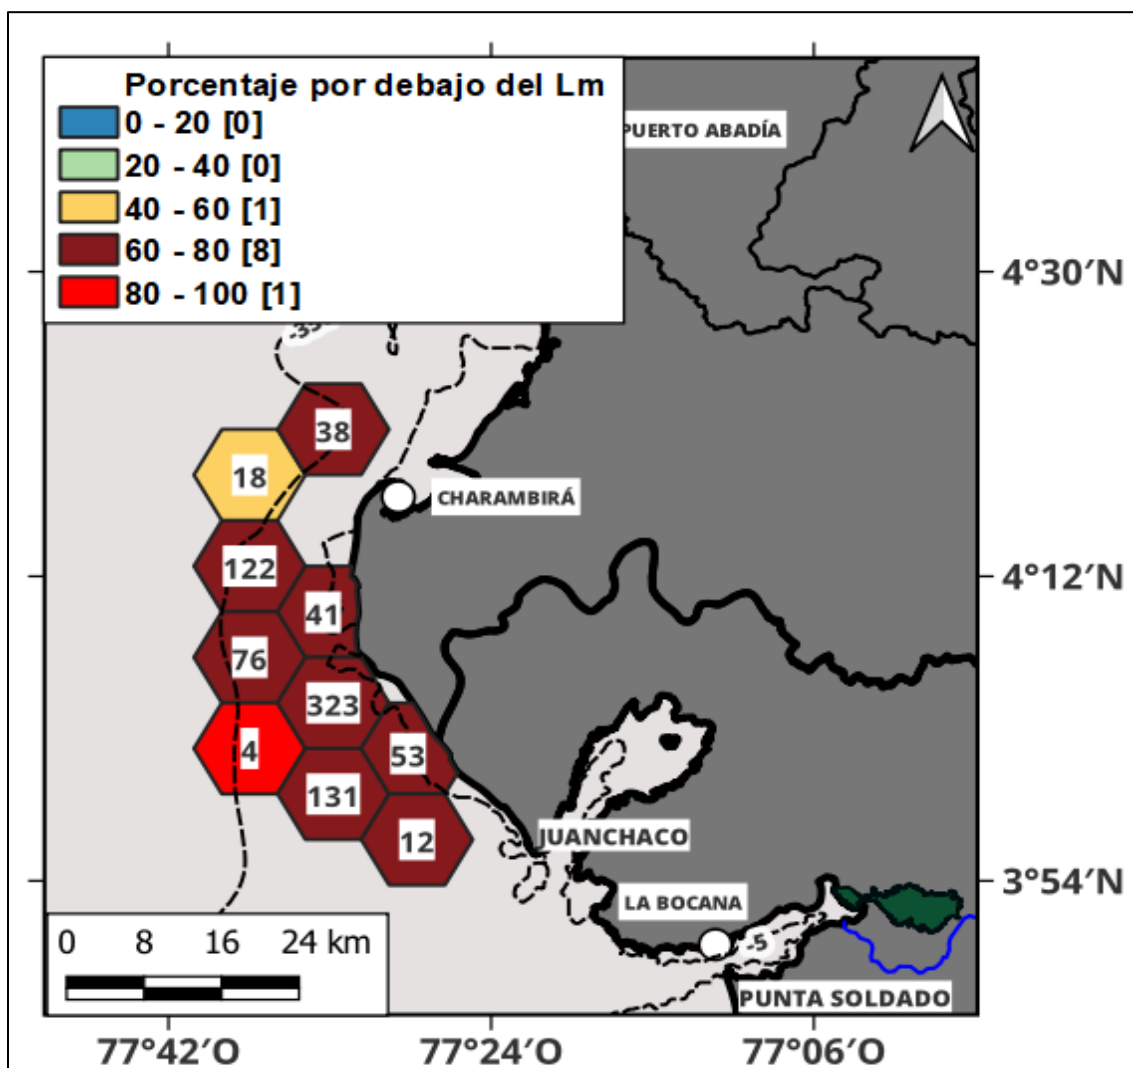 Porcentaje por debajo del Lm
0 - 20 [0]
20 - 40 [0]
40 - 60 [1]
60 - 80 [8]
80 - 100 [1]
PUERTO ABADÍA
4°30′N
38
18
CHARAMBIRÁ
122
4°12′N
41
76
323
4
53
131
12
JUANCHACO
3°54′N
LA BOCANA
-5
0 8 16 24 km
PUNTA SOLDADO
77°42′O 77°24′O 77°06′O